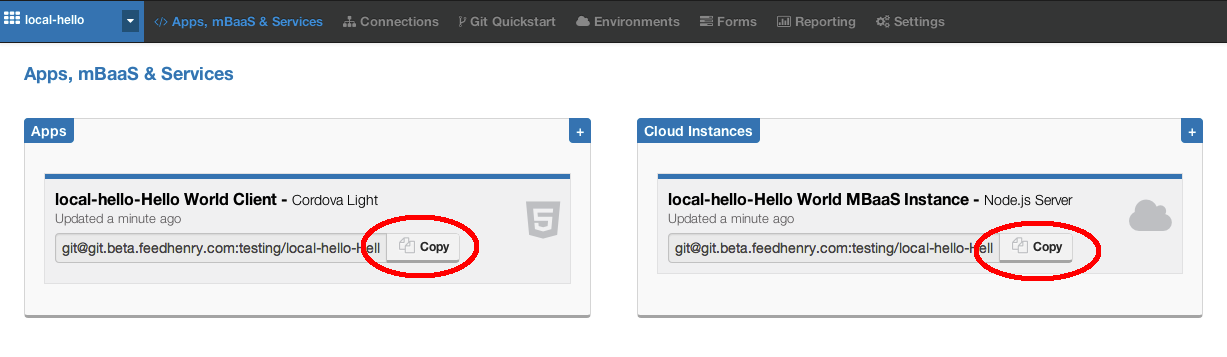 local-hello
</> Apps, mBaaS & Services Connections Git Quickstart Environments Forms Reporting Settings
Apps, mBaaS & Services
Apps +
local-hello-Hello World Client - Cordova Light
Updated a minute ago
git@git.beta.feedhenry.com:testing/local-hello-Hell Copy
Cloud Instances +
local-hello-Hello World MBaaS Instance - Node.js Server
Updated a minute ago
git@git.beta.feedhenry.com:testing/local-hello-Hell Copy